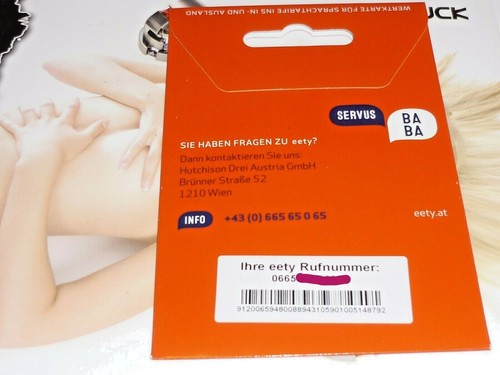 WERTKARTE FÜR SPRACHTARIFE INS IN- UND AUSLAND
UCK
SERVUS
BA
BA
SIE HABEN FRAGEN ZU eety?
Dann kontaktieren Sie uns:
Hutchison Drei Austria GmbH
Brünner Straße 52
1210 Wien
INFO
+43 (0) 665 65 0 65
eety.at
Ihre eety Rufnummer:
0665
91200659480088943105901005148792